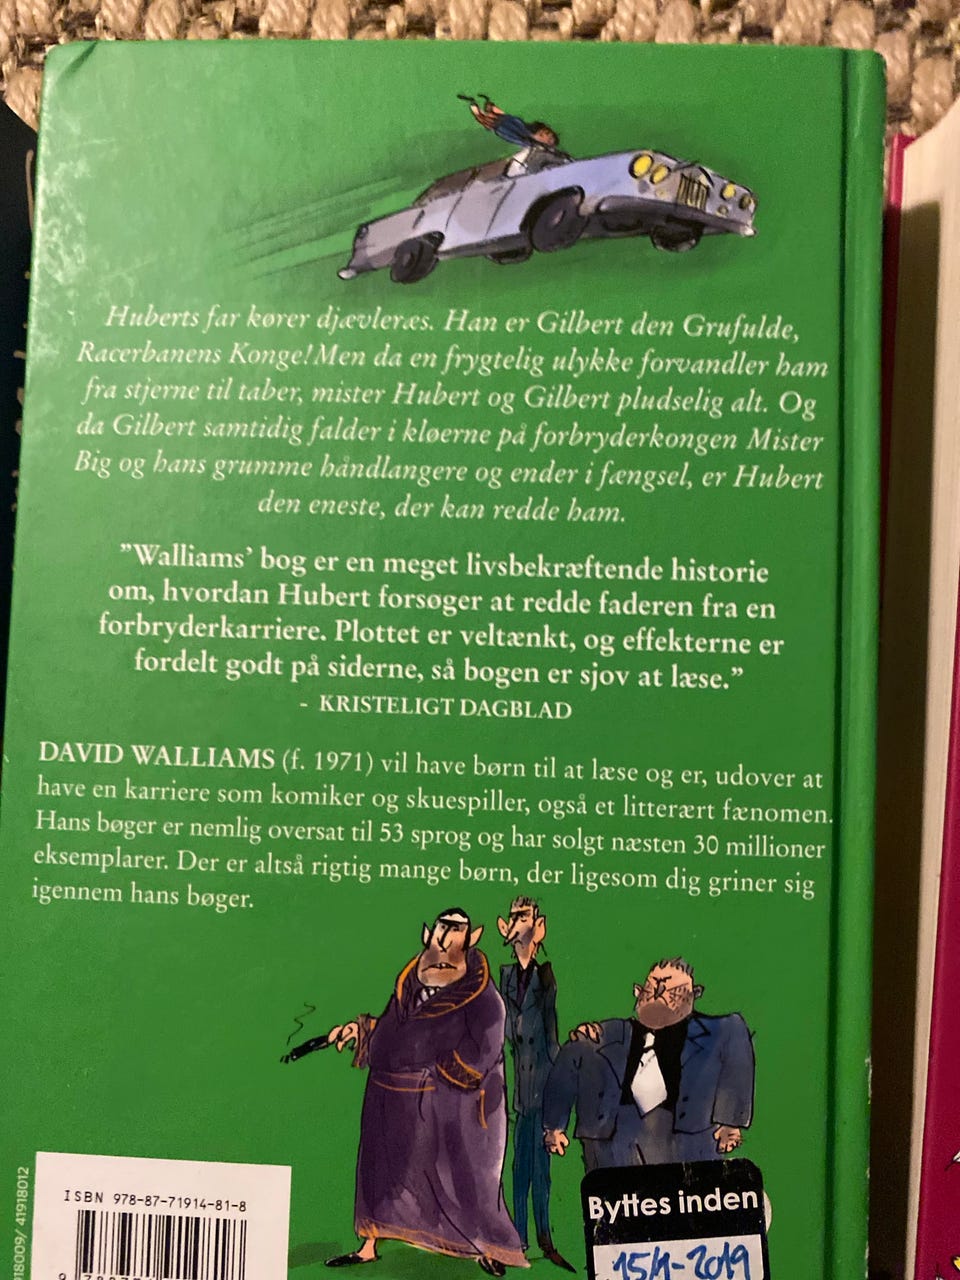 Huberts far kører djævleræs. Han er Gilbert den Grufulde,
Racerbanens Konge! Men da en frygtelig ulykke forvandler ham
fra stjerne til taber, mister Hubert og Gilbert pludselig alt. Og
da Gilbert samtidig falder i kløerne på forbryderkongen Mister
Big og hans grumme håndlangere og ender i fængsel, er Hubert
den eneste, der kan redde ham.
”Walliams’ bog er en meget livsbekræftende historie
om, hvordan Hubert forsøger at redde faderen fra en
forbryderkarriere. Plottet er veltænkt, og effekterne er
fordelt godt på siderne, så bogen er sjov at læse.”
- KRISTELIGT DAGBLAD
DAVID WALLIAMS (f. 1971) vil have børn til at læse og er, udover at
have en karriere som komiker og skuespiller, også et litterært fænomen.
Hans bøger er nemlig oversat til 53 sprog og har solgt næsten 30 millioner
eksemplarer. Der er altså rigtig mange børn, der ligesom dig griner sig
igennem hans bøger.
ISBN 978-87-71914-81-8
18009/ 41918012
Byttes inden
15/1-2019